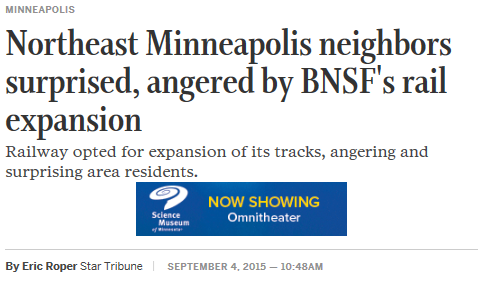 MINNEAPOLIS
Northeast Minneapolis neighbors
surprised, angered by BNSF's rail
expansion
Railway opted for expansion of its tracks, angering and
surprising area residents.
Science
Museum
of Minnesota
NOW SHOWING
Omnitheater
By Eric Roper Star Tribune | SEPTEMBER 4, 2015 — 10:48AM